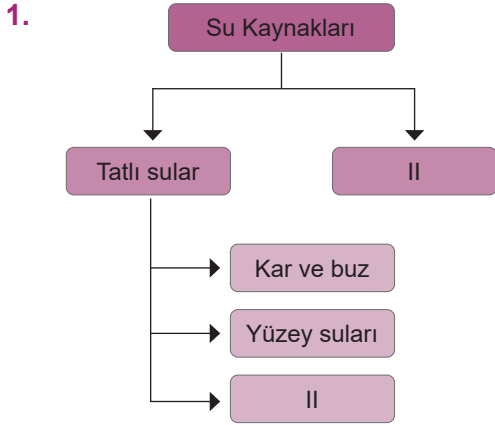 1.
Su Kaynakları
Tatlı sular
II
Kar ve buz
Yüzey suları
II